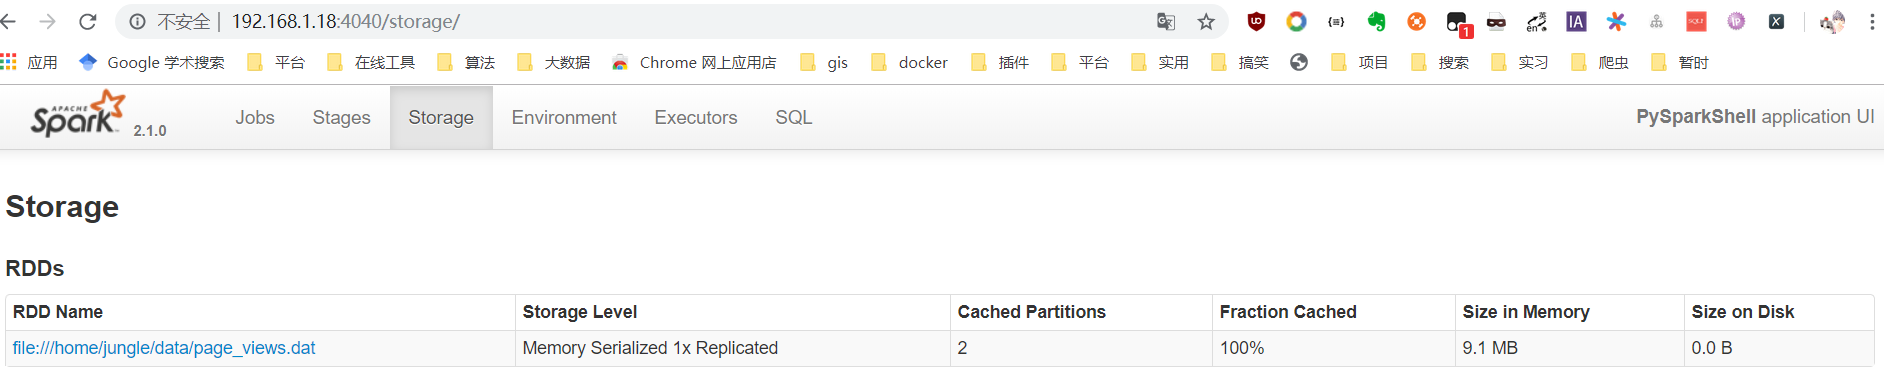 不安全 | 192.168.1.18:4040/storage/
1
应用 Google 学术搜索 平台 在线工具 算法 大数据 Chrome 网上应用店 gis docker 插件 平台 实用 搞笑 项目 搜索 实习 爬虫 暂时
APACHE Spark 2.1.0 Jobs Stages Storage Environment Executors SQL PySparkShell application UI
Storage
RDDs
RDD Name Storage Level Cached Partitions Fraction Cached Size in Memory Size on Disk
file:///home/jungle/data/page_views.dat Memory Serialized 1x Replicated 2 100% 9.1 MB 0.0 B